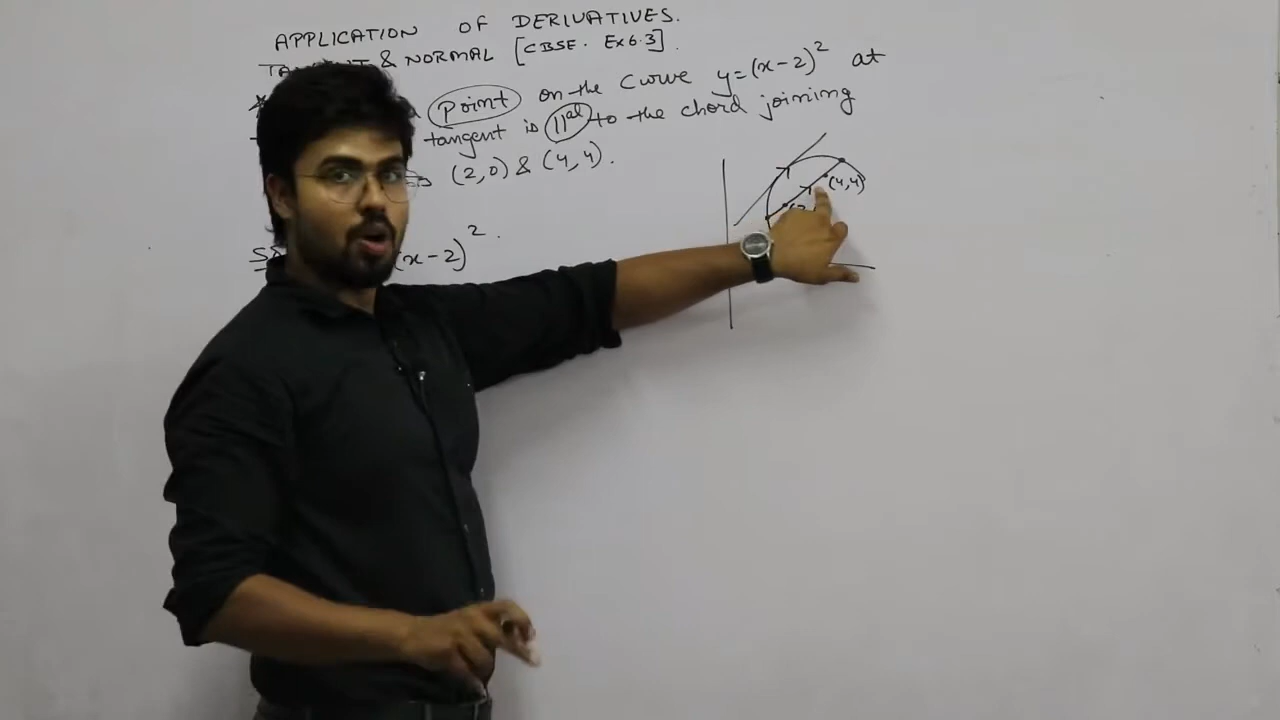 APPLICATION OF DERIVATIVES.
& NORMAL [CBSE. Ex 6.3].
point on the curve y=(x-2)² at
tangent is ||al to the chord joining
(2,0) & (4,4).
(x-2)².
(4,4)